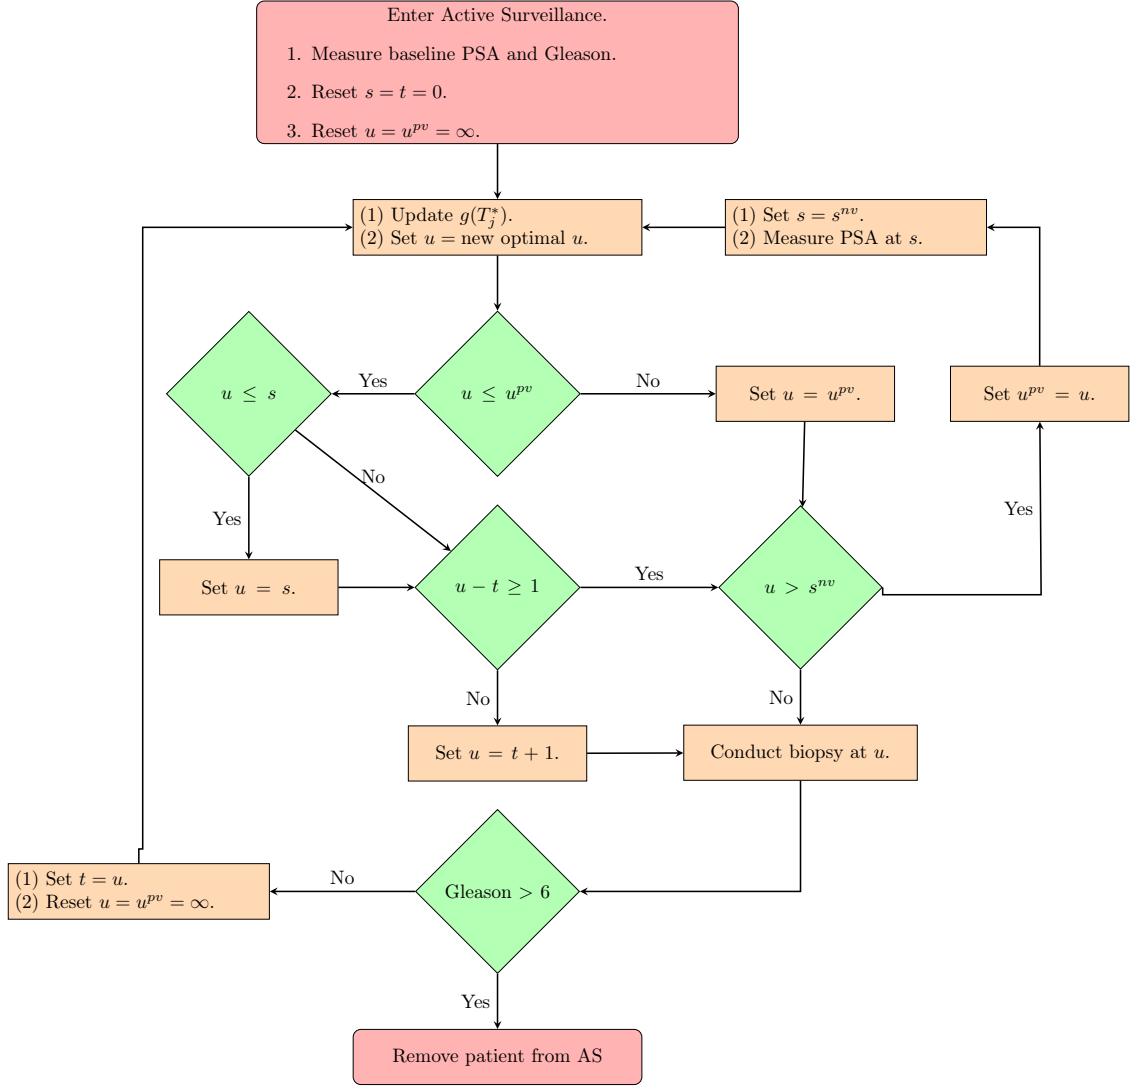 Enter Active Surveillance.
1. Measure baseline PSA and Gleason.
2. Reset s = t = 0.
3. Reset u = u^{pv} = ∞.
(1) Update g(T_j^*).
(2) Set u = new optimal u.
(1) Set s = s^{nv}.
(2) Measure PSA at s.
u ≤ s
Yes
u ≤ u^{pv}
No
Set u = u^{pv}.
Set u^{pv} = u.
No
Yes
Yes
Set u = s.
u − t ≥ 1
Yes
u > s^{nv}
No
No
Set u = t + 1.
Conduct biopsy at u.
(1) Set t = u.
(2) Reset u = u^{pv} = ∞.
No
Gleason > 6
Yes
Remove patient from AS